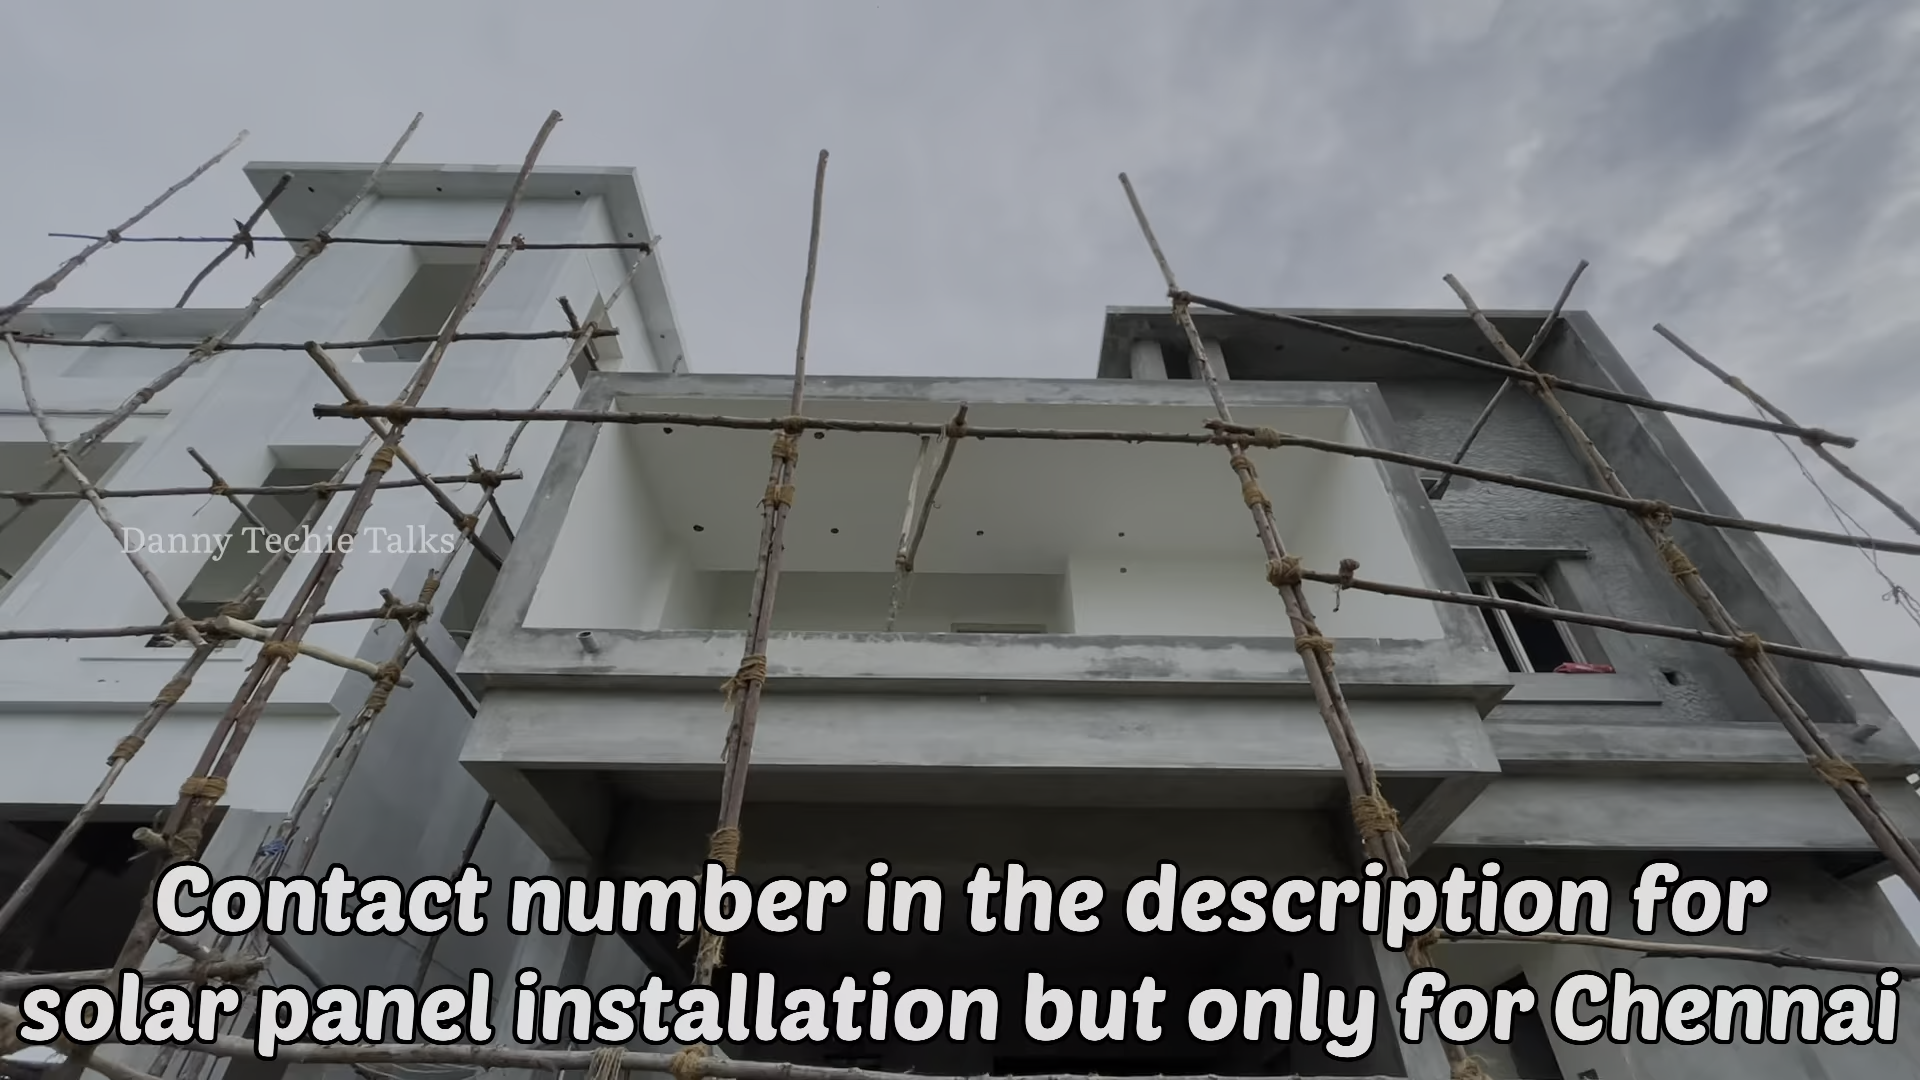 Danny Techie Talks
Contact number in the description for
solar panel installation but only for Chennai